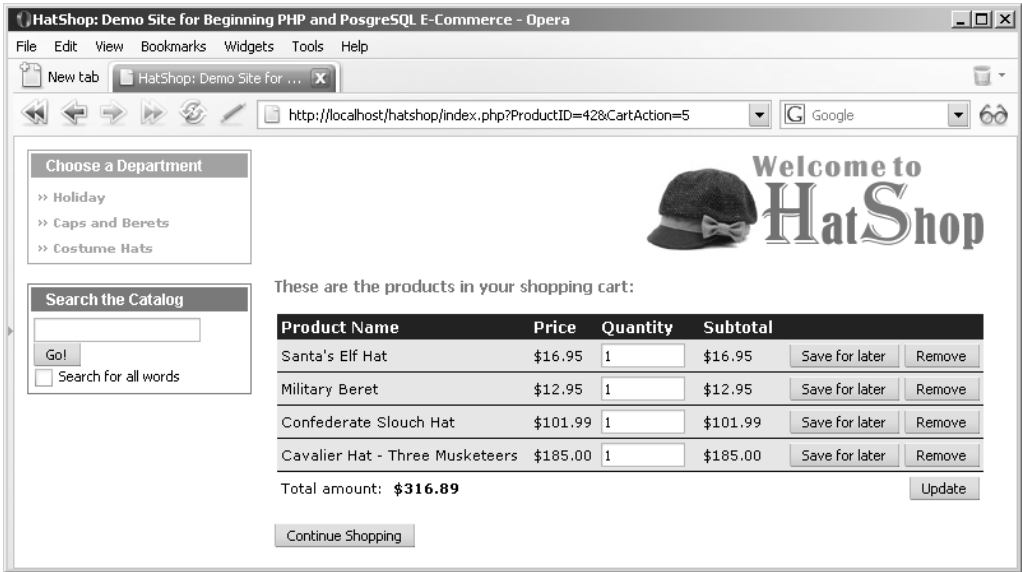 HatShop: Demo Site for Beginning PHP and PosgreSQL E-Commerce - Opera
File Edit View Bookmarks Widgets Tools Help
New tab HatShop: Demo Site for ... X
http://localhost/hatshop/index.php?ProductID=42&CartAction=5 G Google
Choose a Department
» Holiday
» Caps and Berets
» Costume Hats
Welcome to
HatShop
Search the Catalog
Go!
Search for all words
These are the products in your shopping cart:
Product Name Price Quantity Subtotal
Santa's Elf Hat $16.95 1 $16.95 Save for later Remove
Military Beret $12.95 1 $12.95 Save for later Remove
Confederate Slouch Hat $101.99 1 $101.99 Save for later Remove
Cavalier Hat - Three Musketeers $185.00 1 $185.00 Save for later Remove
Total amount: $316.89 Update
Continue Shopping